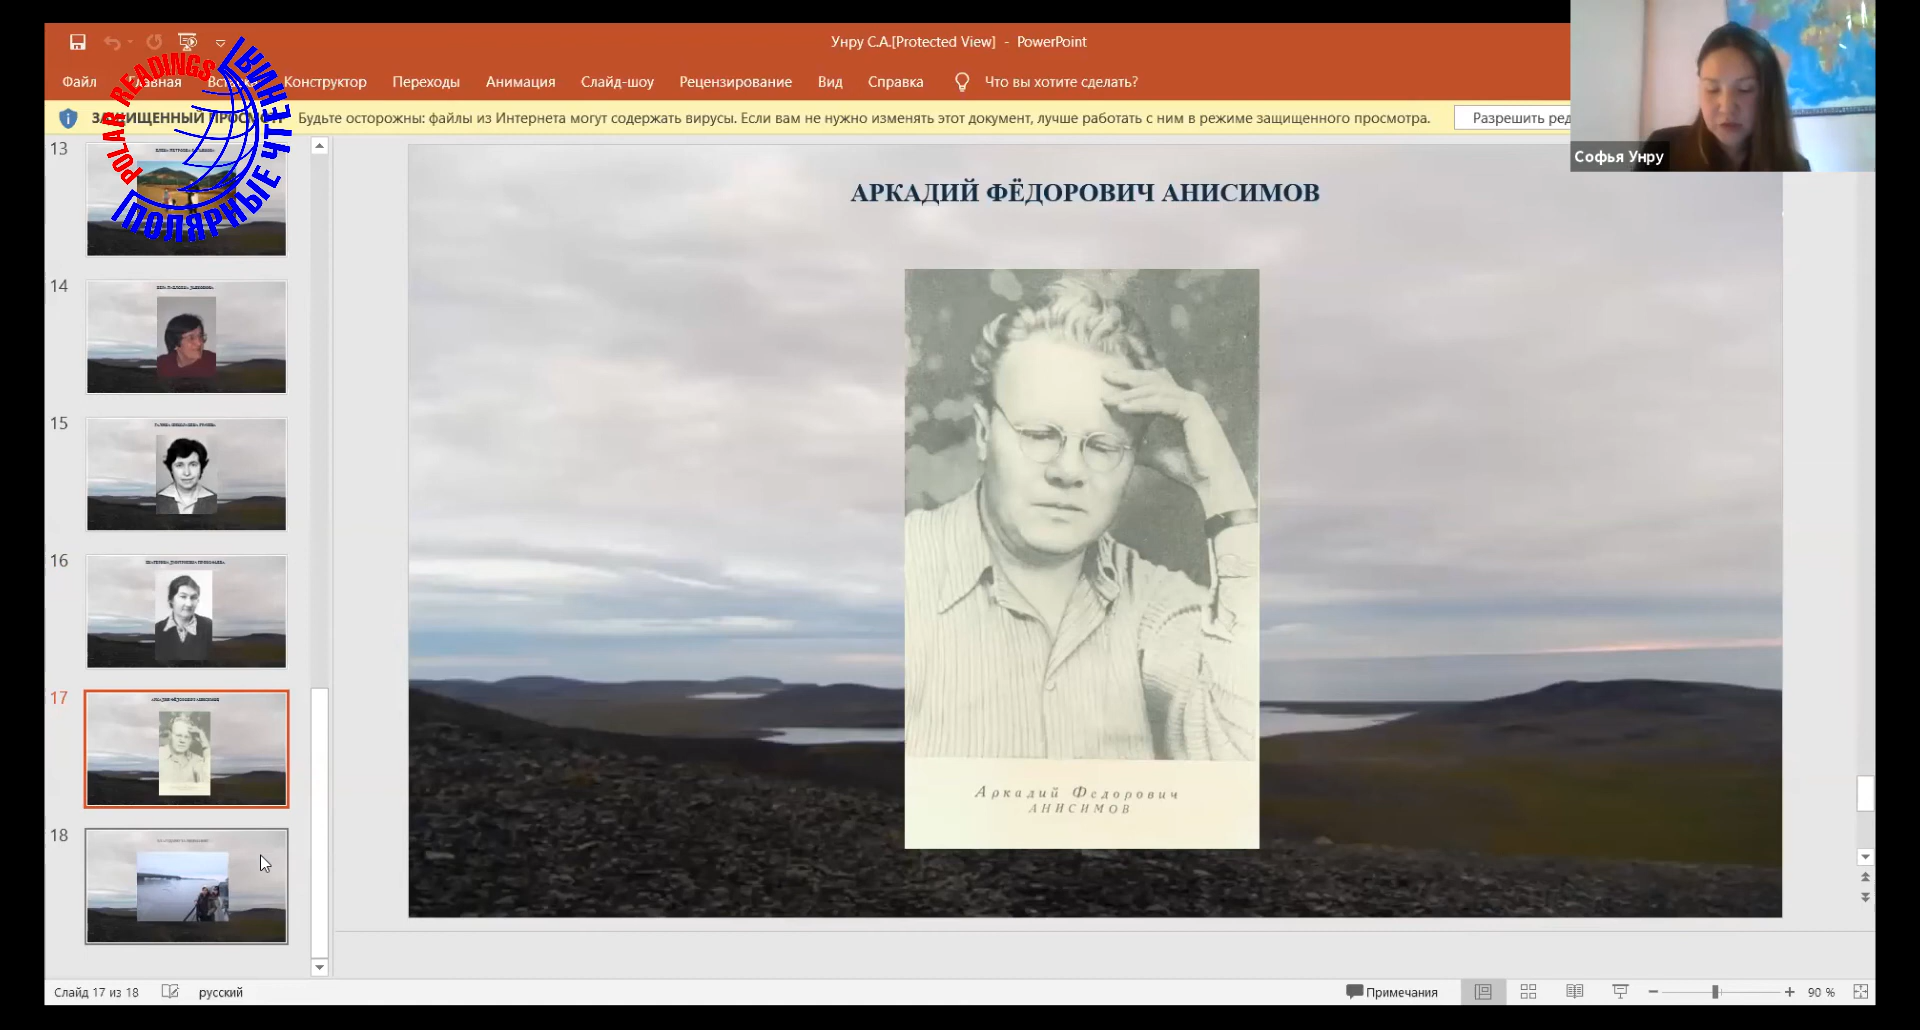 Унру С.А.[Protected View] - PowerPoint
Файл Главная Конструктор Переходы Анимация Слайд-шоу Рецензирование Вид Справка Что вы хотите сделать?
Будьте осторожны: файлы из Интернета могут содержать вирусы. Если вам не нужно изменять этот документ, лучше работать с ним в режиме защищенного просмотра. Разрешить ред
POLAR READINGS
ПОЛЯРНЫЕ ЧТЕНИЯ
Софья Унру
13
14
15
16
17
18
АРКАДИЙ ФЁДОРОВИЧ АНИСИМОВ
Аркадий Федорович
АНИСИМОВ
Слайд 17 из 18 русский Примечания 90 %